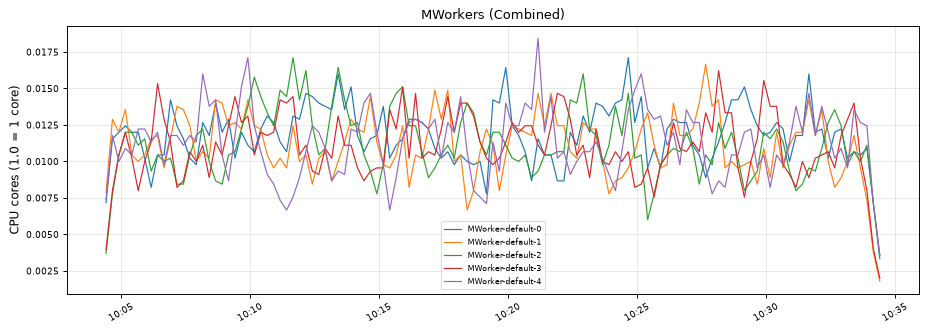 MWorkers (Combined)
CPU cores (1.0 = 1 core)
0.0175
0.0150
0.0125
0.0100
0.0075
0.0050
0.0025
MWorker-default-0
MWorker-default-1
MWorker-default-2
MWorker-default-3
MWorker-default-4
10:05
10:10
10:15
10:20
10:25
10:30
10:35